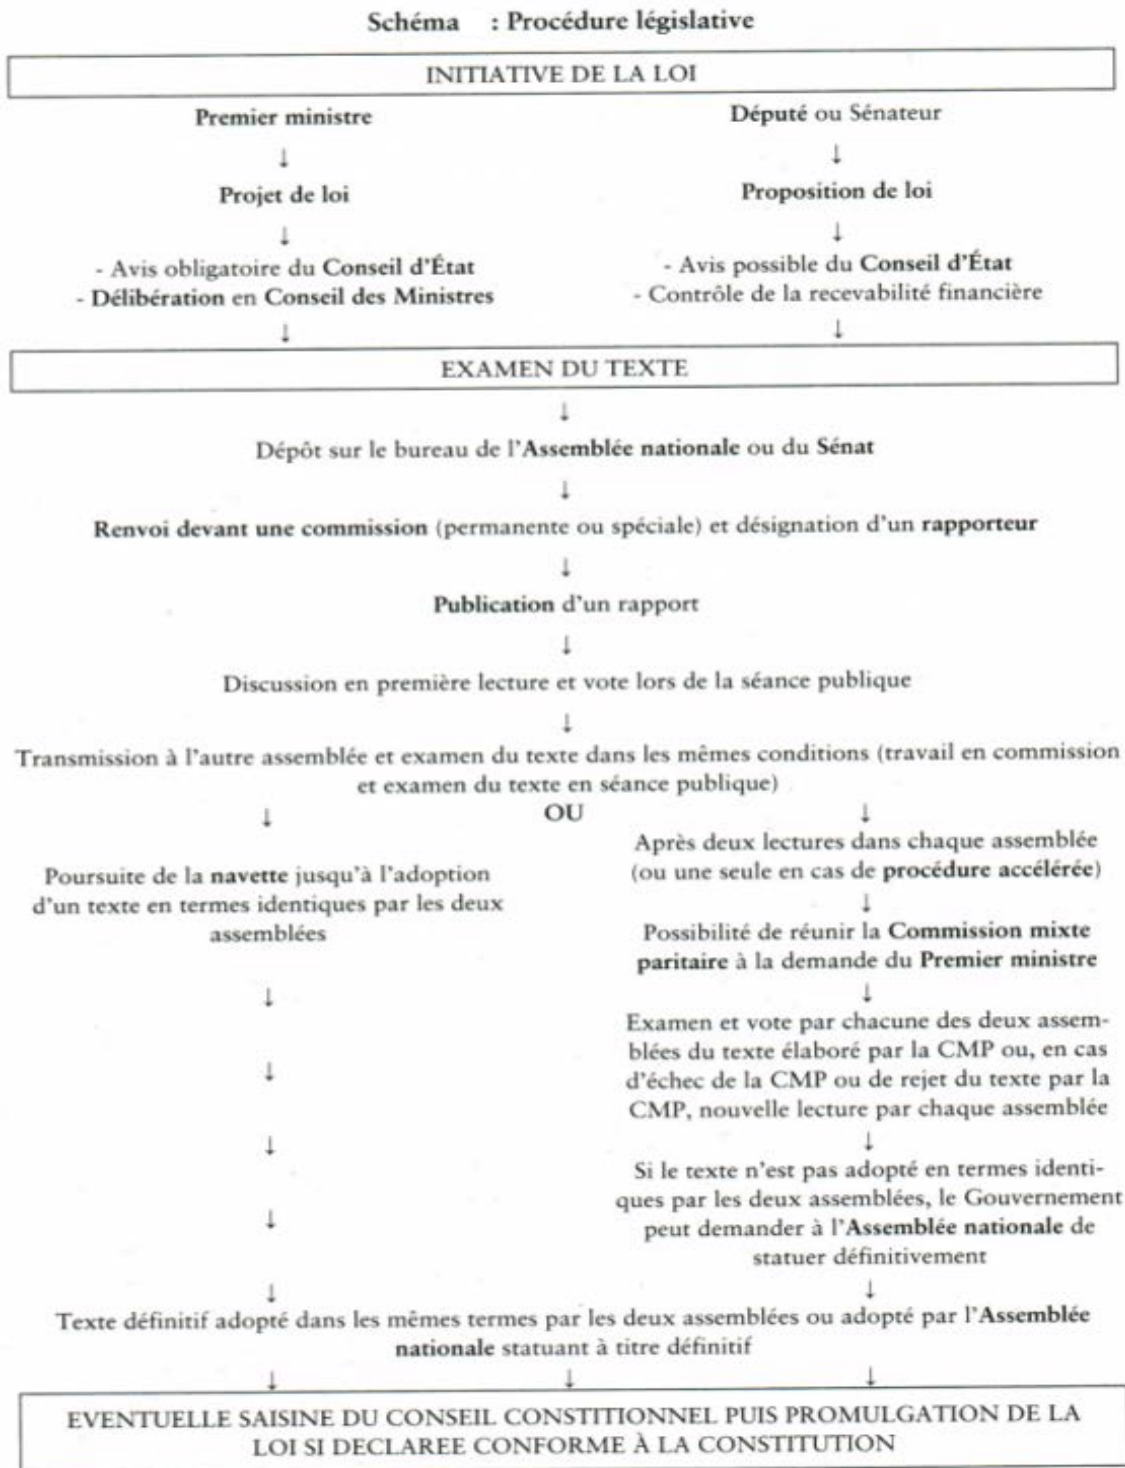 Schéma : Procédure législative
INITIATIVE DE LA LOI
Premier ministre
Député ou Sénateur
↓
↓
Projet de loi
Proposition de loi
↓
↓
- Avis obligatoire du Conseil d'État
- Délibération en Conseil des Ministres
- Avis possible du Conseil d'État
- Contrôle de la recevabilité financière
↓
↓
EXAMEN DU TEXTE
↓
Dépôt sur le bureau de l'Assemblée nationale ou du Sénat
↓
Renvoi devant une commission (permanente ou spéciale) et désignation d'un rapporteur
↓
Publication d'un rapport
↓
Discussion en première lecture et vote lors de la séance publique
↓
Transmission à l'autre assemblée et examen du texte dans les mêmes conditions (travail en commission
et examen du texte en séance publique)
↓
OU
↓
Poursuite de la navette jusqu'à l'adoption
d'un texte en termes identiques par les deux
assemblées
↓
↓
↓
↓
↓
Après deux lectures dans chaque assemblée
(ou une seule en cas de procédure accélérée)
↓
Possibilité de réunir la Commission mixte
paritaire à la demande du Premier ministre
↓
Examen et vote par chacune des deux assem-
blées du texte élaboré par la CMP ou, en cas
d'échec de la CMP ou de rejet du texte par la
CMP, nouvelle lecture par chaque assemblée
↓
Si le texte n'est pas adopté en termes identi-
ques par les deux assemblées, le Gouvernement
peut demander à l'Assemblée nationale de
statuer définitivement
↓
Texte définitif adopté dans les mêmes termes par les deux assemblées ou adopté par l'Assemblée
nationale statuant à titre définitif
↓
↓
↓
EVENTUELLE SAISINE DU CONSEIL CONSTITUTIONNEL PUIS PROMULGATION DE LA
LOI SI DECLAREE CONFORME À LA CONSTITUTION